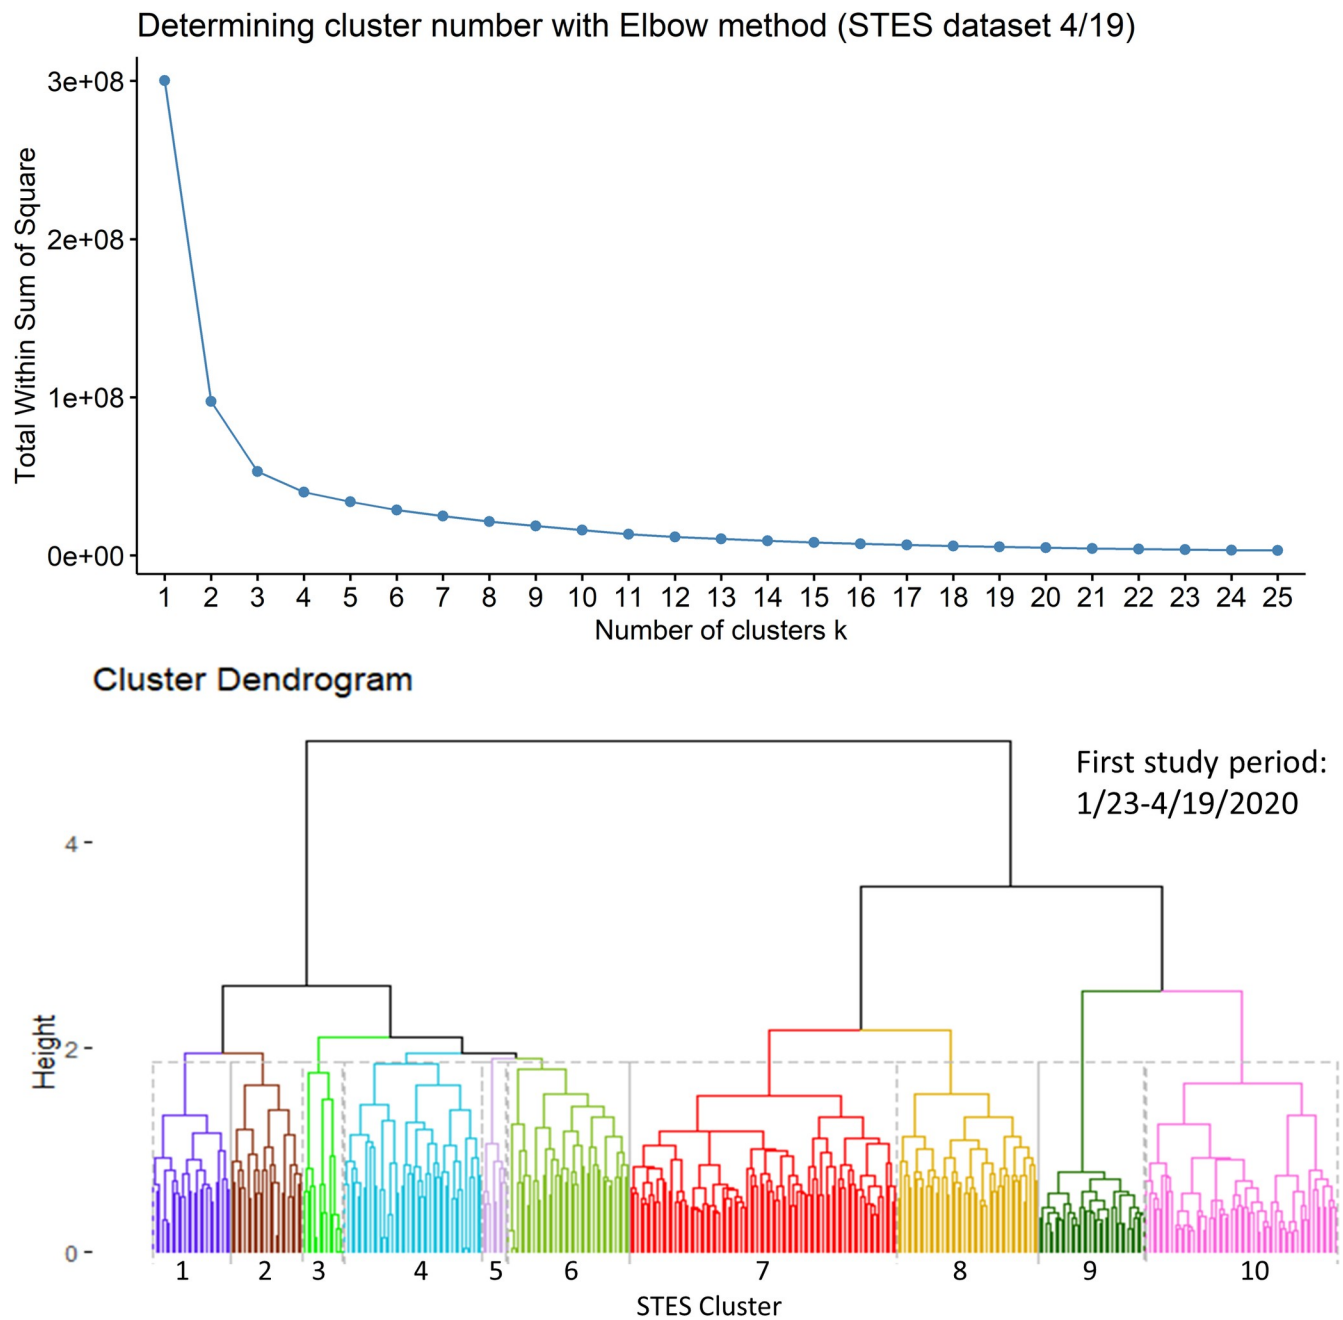 Determining cluster number with Elbow method (STES dataset 4/19)
Total Within Sum of Square
3e+08
2e+08
1e+08
0e+00
1 2 3 4 5 6 7 8 9 10 11 12 13 14 15 16 17 18 19 20 21 22 23 24 25
Number of clusters k
Cluster Dendrogram
First study period:
1/23-4/19/2020
Height
4
2
0
1 2 3 4 5 6 7 8 9 10
STES Cluster